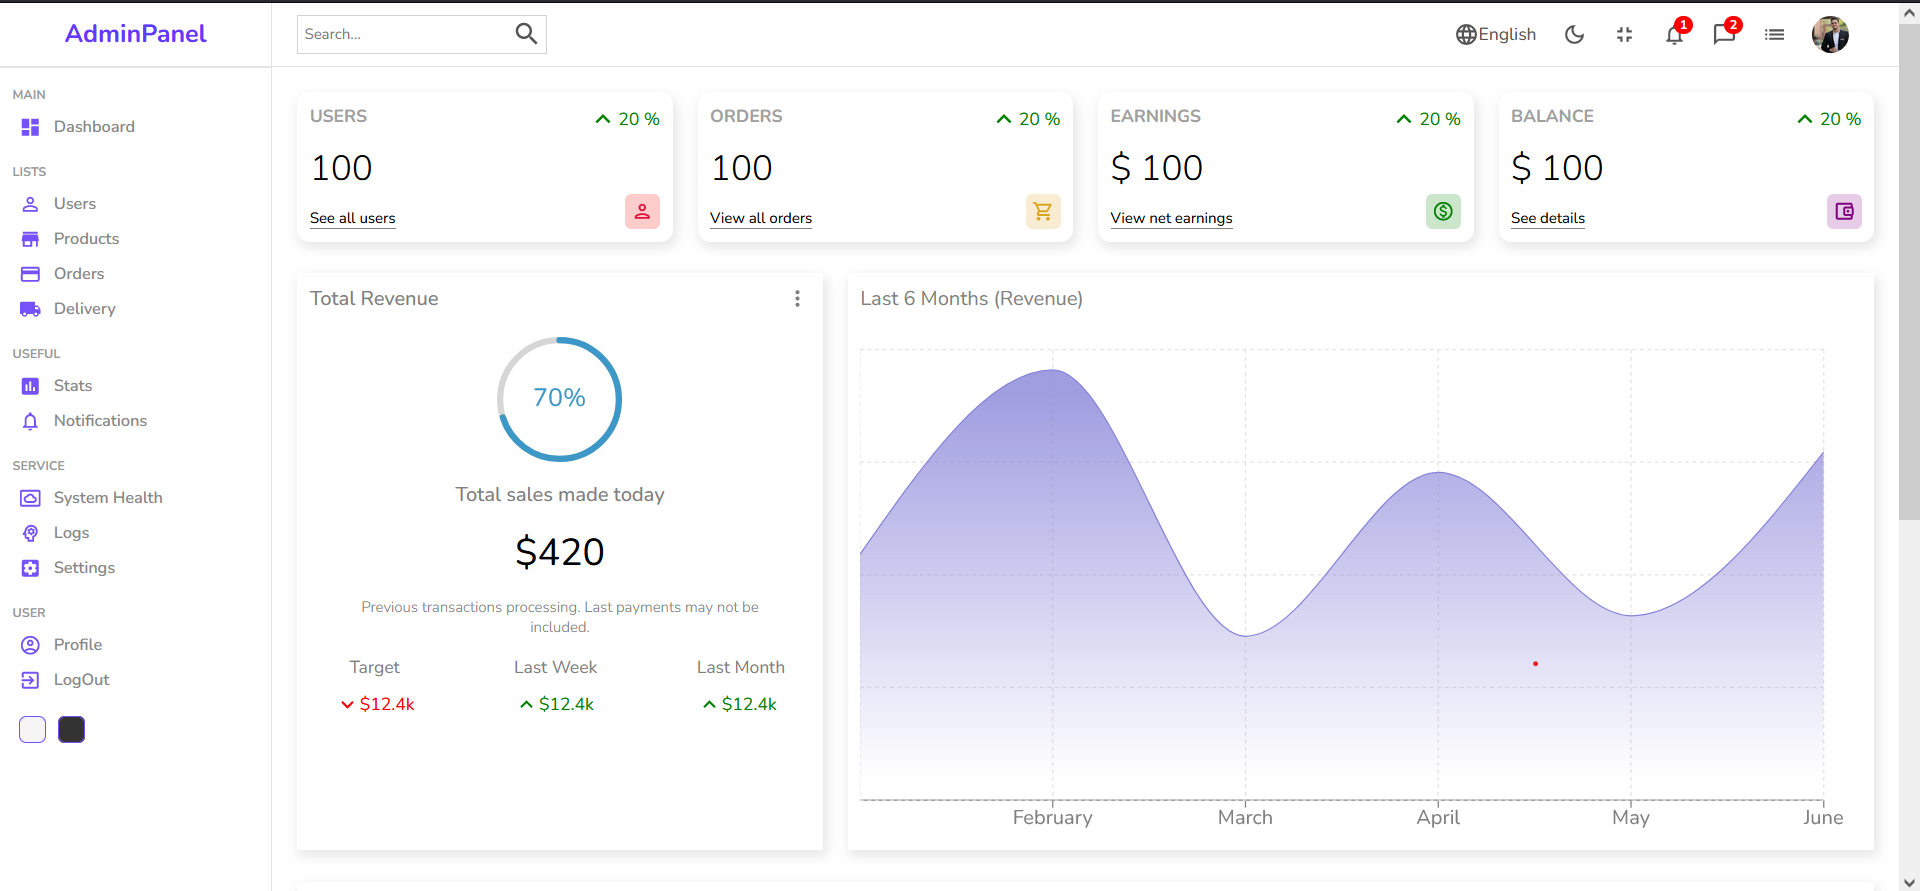 AdminPanel
Search...
English
1
2
MAIN
Dashboard
LISTS
Users
Products
Orders
Delivery
USEFUL
Stats
Notifications
SERVICE
System Health
Logs
Settings
USER
Profile
LogOut
USERS
20 %
100
See all users
ORDERS
20 %
100
View all orders
EARNINGS
20 %
$ 100
View net earnings
BALANCE
20 %
$ 100
See details
Total Revenue
70%
Total sales made today
$420
Previous transactions processing. Last payments may not be
included.
Target
Last Week
Last Month
$12.4k
$12.4k
$12.4k
Last 6 Months (Revenue)
February
March
April
May
June